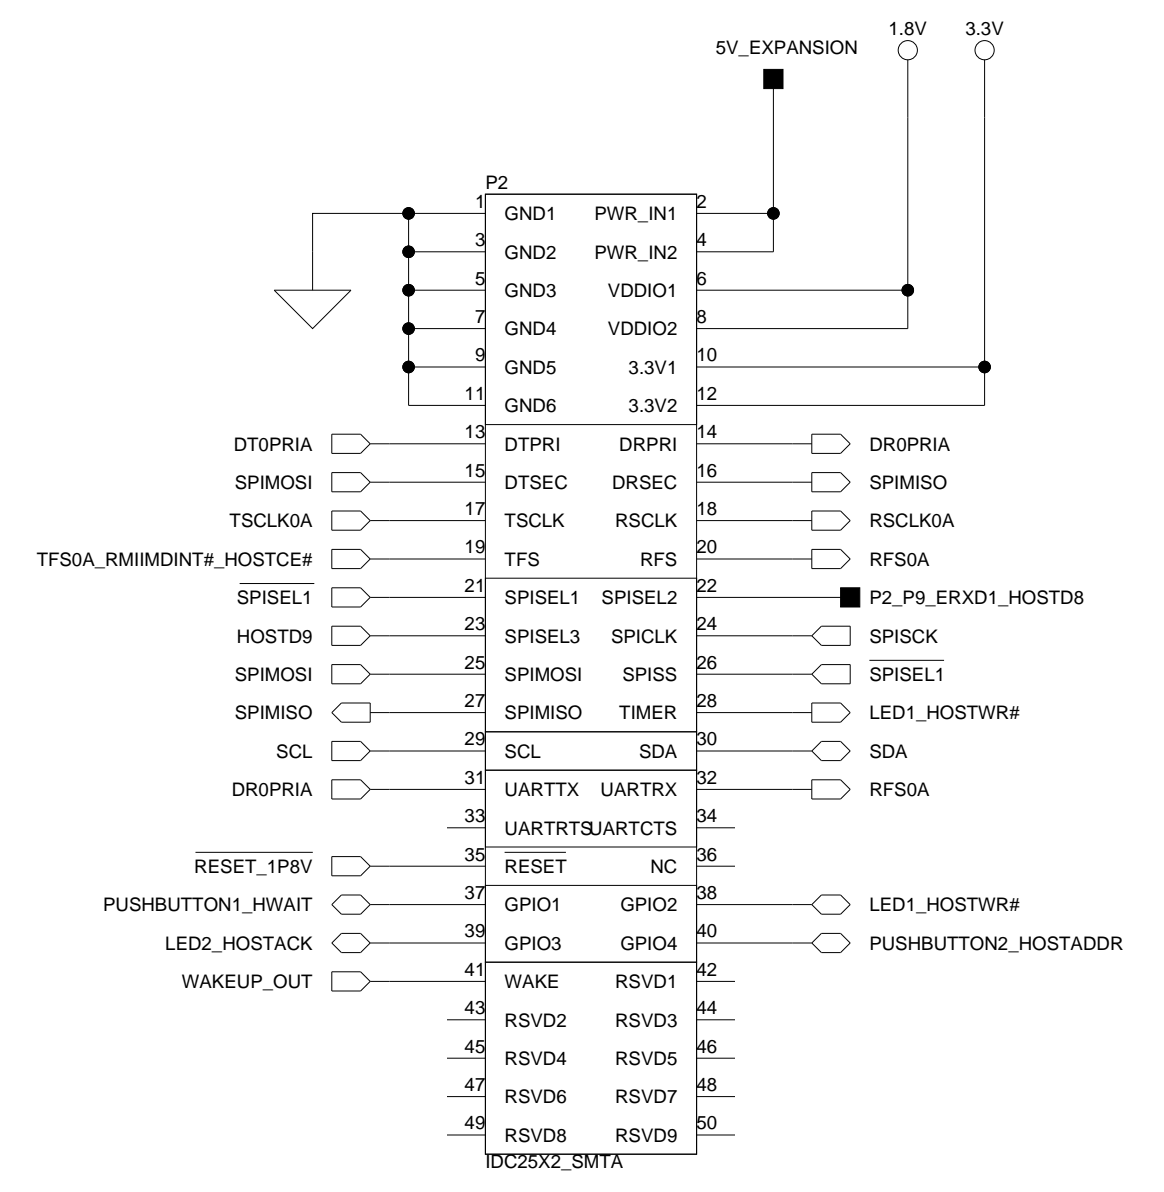 1.8V 3.3V
5V_EXPANSION
P2
1 GND1 PWR_IN1 2
3 GND2 PWR_IN2 4
5 GND3 VDDIO1 6
7 GND4 VDDIO2 8
9 GND5 3.3V1 10
11 GND6 3.3V2 12
DT0PRIA 13 DTPRI DRPRI 14 DR0PRIA
SPIMOSI 15 DTSEC DRSEC 16 SPIMISO
TSCLK0A 17 TSCLK RSCLK 18 RSCLK0A
TFS0A_RMIIMDINT#_HOSTCE# 19 TFS RFS 20 RFS0A
SPISEL1 21 SPISEL1 SPISEL2 22 P2_P9_ERXD1_HOSTD8
HOSTD9 23 SPISEL3 SPICLK 24 SPISCK
SPIMOSI 25 SPIMOSI SPISS 26 SPISEL1
SPIMISO 27 SPIMISO TIMER 28 LED1_HOSTWR#
SCL 29 SCL SDA 30 SDA
DR0PRIA 31 UARTTX UARTRX 32 RFS0A
33 UARTRTS UARTCTS 34
RESET_1P8V 35 RESET NC 36
PUSHBUTTON1_HWAIT 37 GPIO1 GPIO2 38 LED1_HOSTWR#
LED2_HOSTACK 39 GPIO3 GPIO4 40 PUSHBUTTON2_HOSTADDR
WAKEUP_OUT 41 WAKE RSVD1 42
43 RSVD2 RSVD3 44
45 RSVD4 RSVD5 46
47 RSVD6 RSVD7 48
49 RSVD8 RSVD9 50
IDC25X2_SMTA